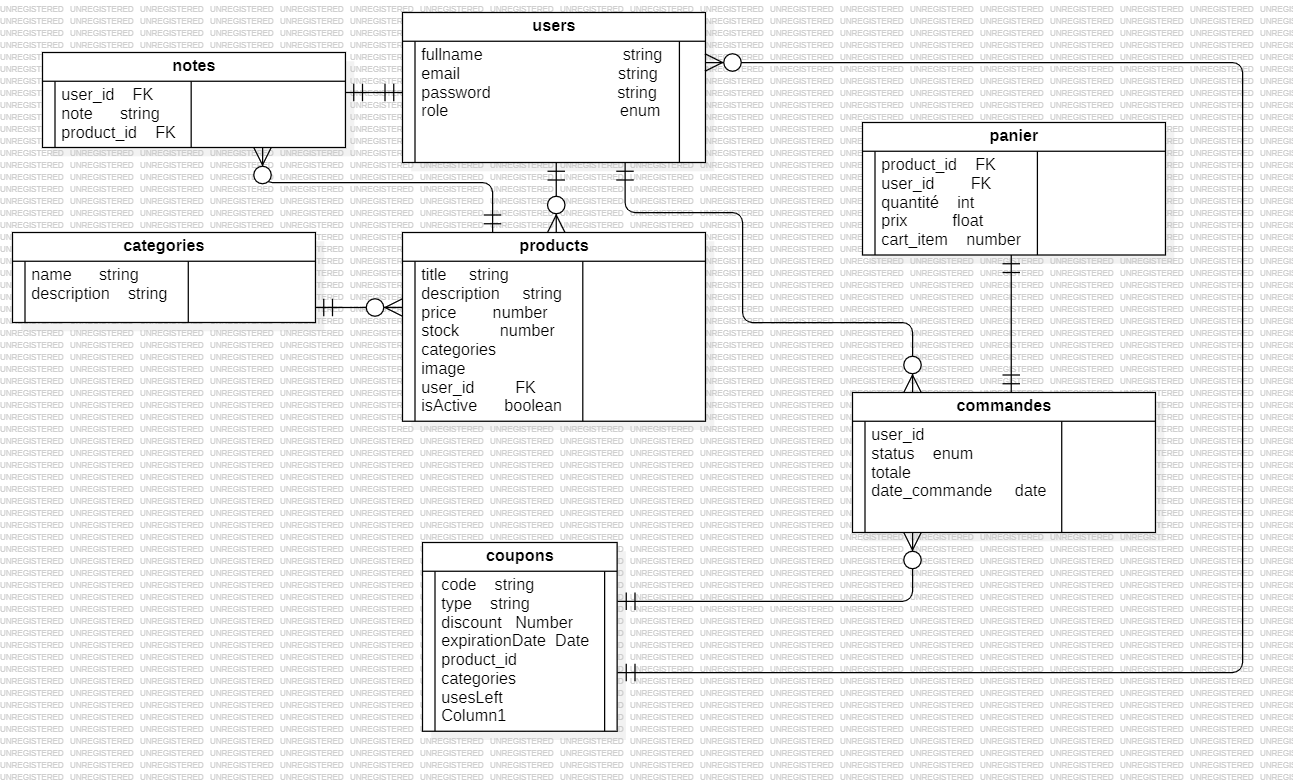 users
fullname string
email string
password string
role enum
notes
user_id FK
note string
product_id FK
panier
product_id FK
user_id FK
quantité int
prix float
cart_item number
categories
name string
description string
products
title string
description string
price number
stock number
categories
image
user_id FK
isActive boolean
commandes
user_id
status enum
totale
date_commande date
coupons
code string
type string
discount Number
expirationDate Date
product_id
categories
usesLeft
Column1
UNREGISTERED